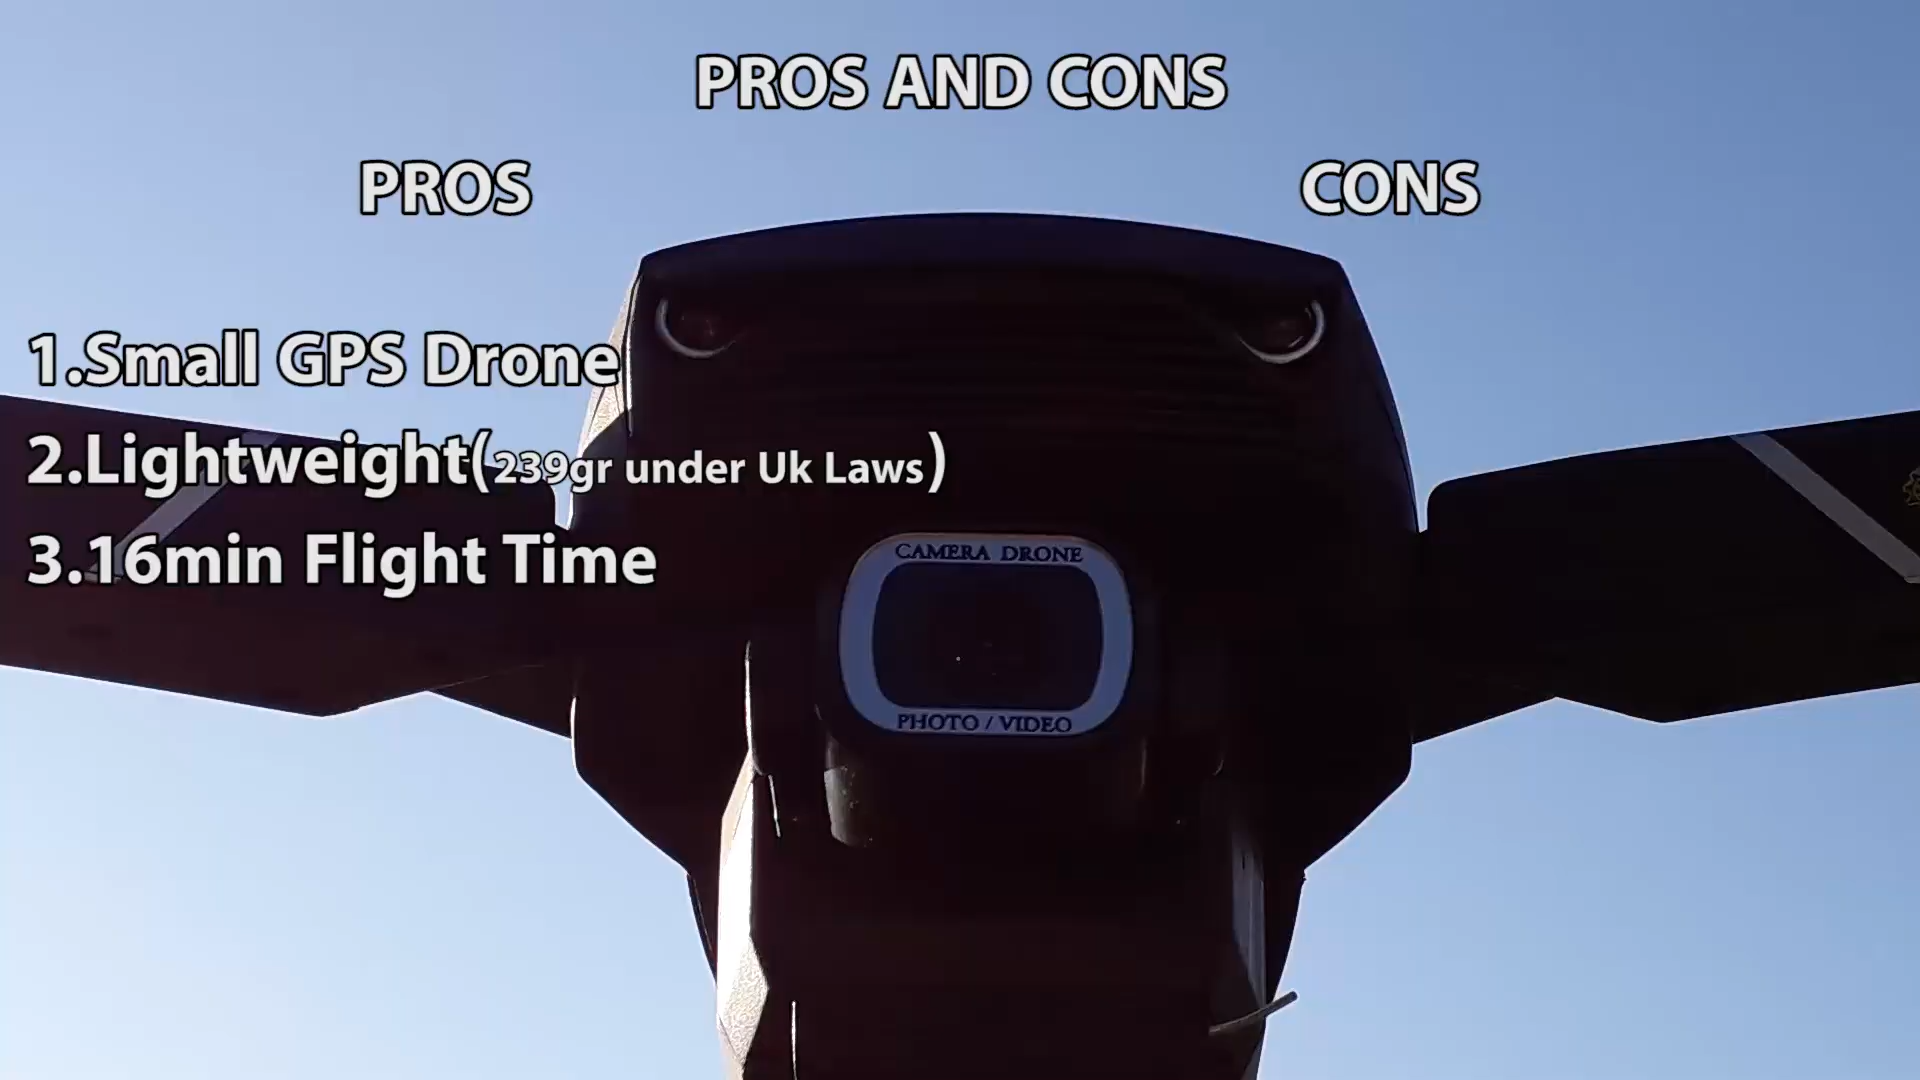 PROS AND CONS
PROS
CONS
1.Small GPS Drone
2.Lightweight(239gr under Uk Laws)
3.16min Flight Time
CAMERA DRONE
PHOTO / VIDEO